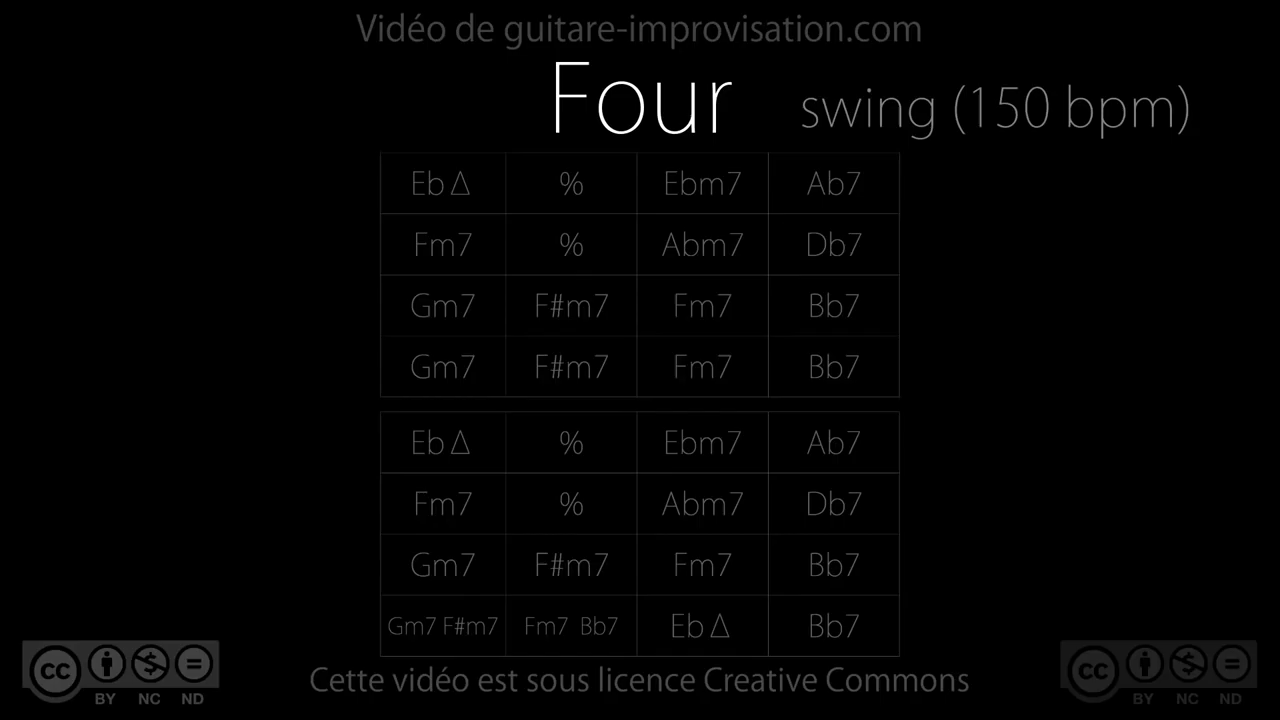 Vidéo de guitare-improvisation.com
Four swing (150 bpm)
Eb Δ % Ebm7 Ab7
Fm7 % Abm7 Db7
Gm7 F#m7 Fm7 Bb7
Gm7 F#m7 Fm7 Bb7
Eb Δ % Ebm7 Ab7
Fm7 % Abm7 Db7
Gm7 F#m7 Fm7 Bb7
Gm7 F#m7 Fm7 Bb7 Eb Δ Bb7
cc BY NC ND
Cette vidéo est sous licence Creative Commons
cc BY NC ND